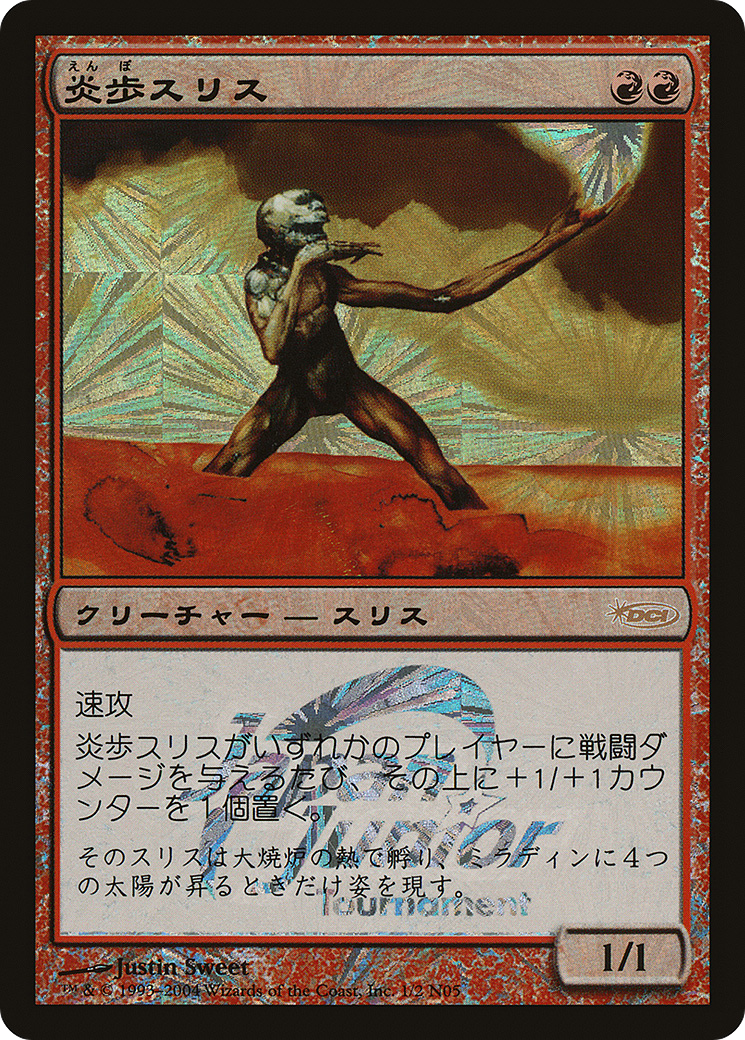 えんぽ
炎歩スリス
クリーチャー ― スリス
DCI
速攻
炎歩スリスがいずれかのプレイヤーに戦闘ダ
メージを与えるたび、その上に+1/+1カウ
ンターを1個置く。
そのスリスは大焼炉の熱で孵り、ミラディンに4つ
の太陽が昇るときだけ姿を現す。
Japan
Junior
Tournament
1/1
Justin Sweet
™ & © 1993–2004 Wizards of the Coast, Inc. 1/2 N05